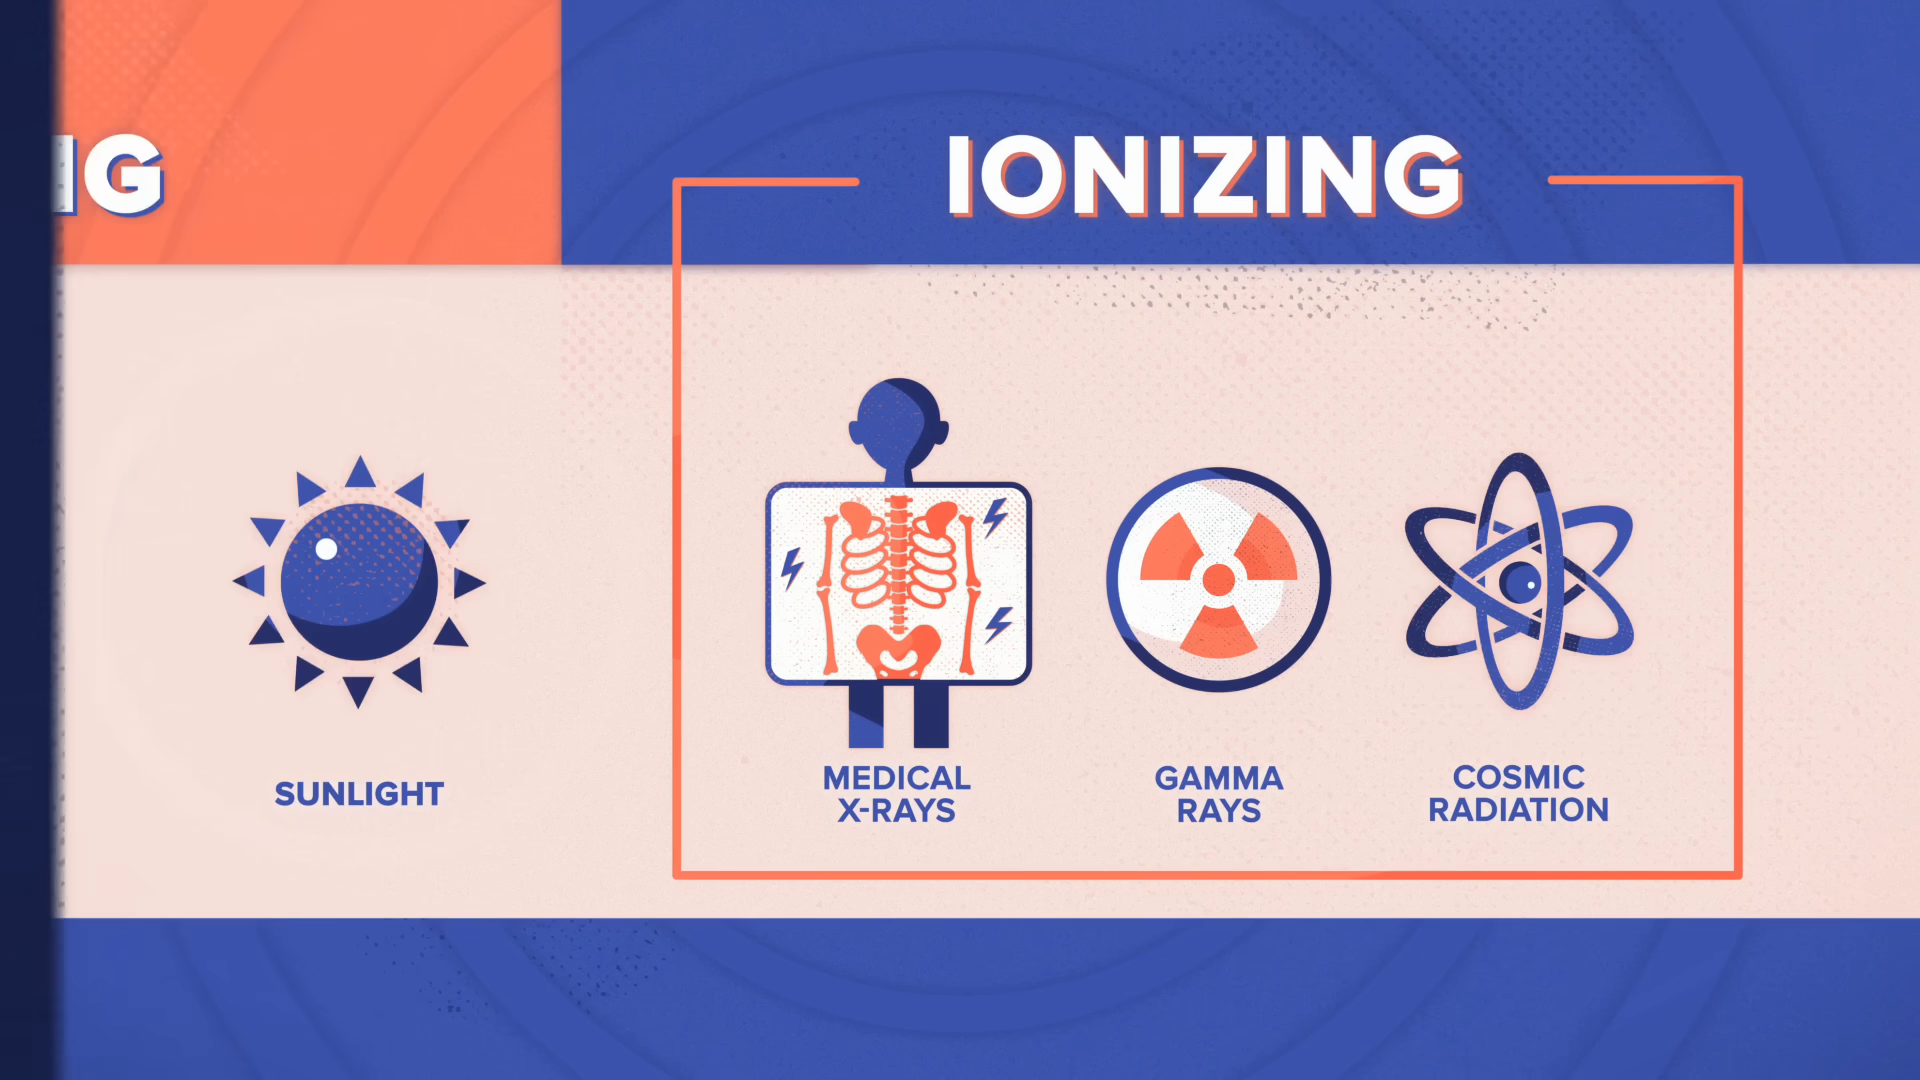 IG
IONIZING
SUNLIGHT
MEDICAL
X-RAYS
GAMMA
RAYS
COSMIC
RADIATION